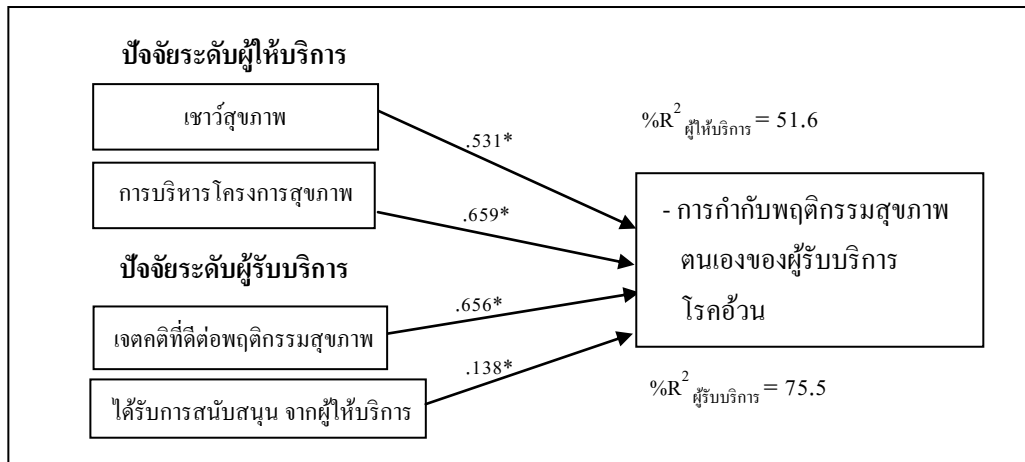 ปัจจัยระดับผู้ให้บริการ
เชาว์สุขภาพ
%R² ผู้ให้บริการ = 51.6
.531*
การบริหารโครงการสุขภาพ
.659*
- การกำกับพฤติกรรมสุขภาพ
ตนเองของผู้รับบริการ
โรคอ้วน
ปัจจัยระดับผู้รับบริการ
.656*
เจตคติที่ดีต่อพฤติกรรมสุขภาพ
.138*
ได้รับการสนับสนุน จากผู้ให้บริการ
%R² ผู้รับบริการ = 75.5